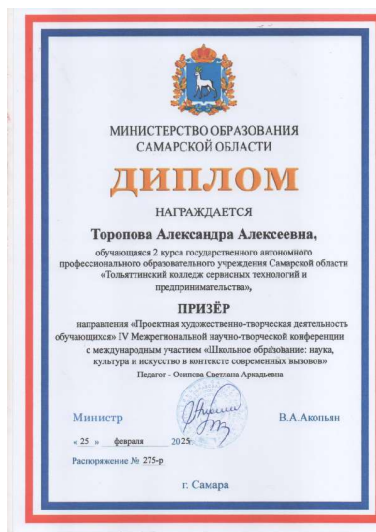 МИНИСТЕРСТВО ОБРАЗОВАНИЯ
САМАРСКОЙ ОБЛАСТИ
ДИПЛОМ
НАГРАЖДАЕТСЯ
Торопова Александра Алексеевна,
обучающаяся 2 курса государственного автономного
профессионального образовательного учреждения Самарской области
«Тольяттинский колледж сервисных технологий и
предпринимательства»,
ПРИЗЁР
направления «Проектная художественно-творческая деятельность
обучающихся» IV Межрегиональной научно-творческой конференции
с международным участием «Школьное образование: наука,
культура и искусство в контексте современных вызовов»
Педагог - Осипова Светлана Аркадьевна
Министр В.А.Акопьян
« 25 » февраля 2025г.
Распоряжение № 275-р
г. Самара